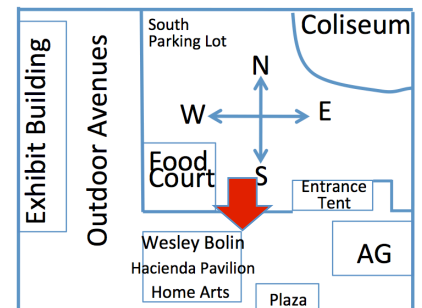 South
Parking Lot
Coliseum
N
W
E
S
Exhibit Building
Outdoor Avenues
Food
Court
Entrance
Tent
Wesley Bolin
Hacienda Pavilion
Home Arts
AG
Plaza